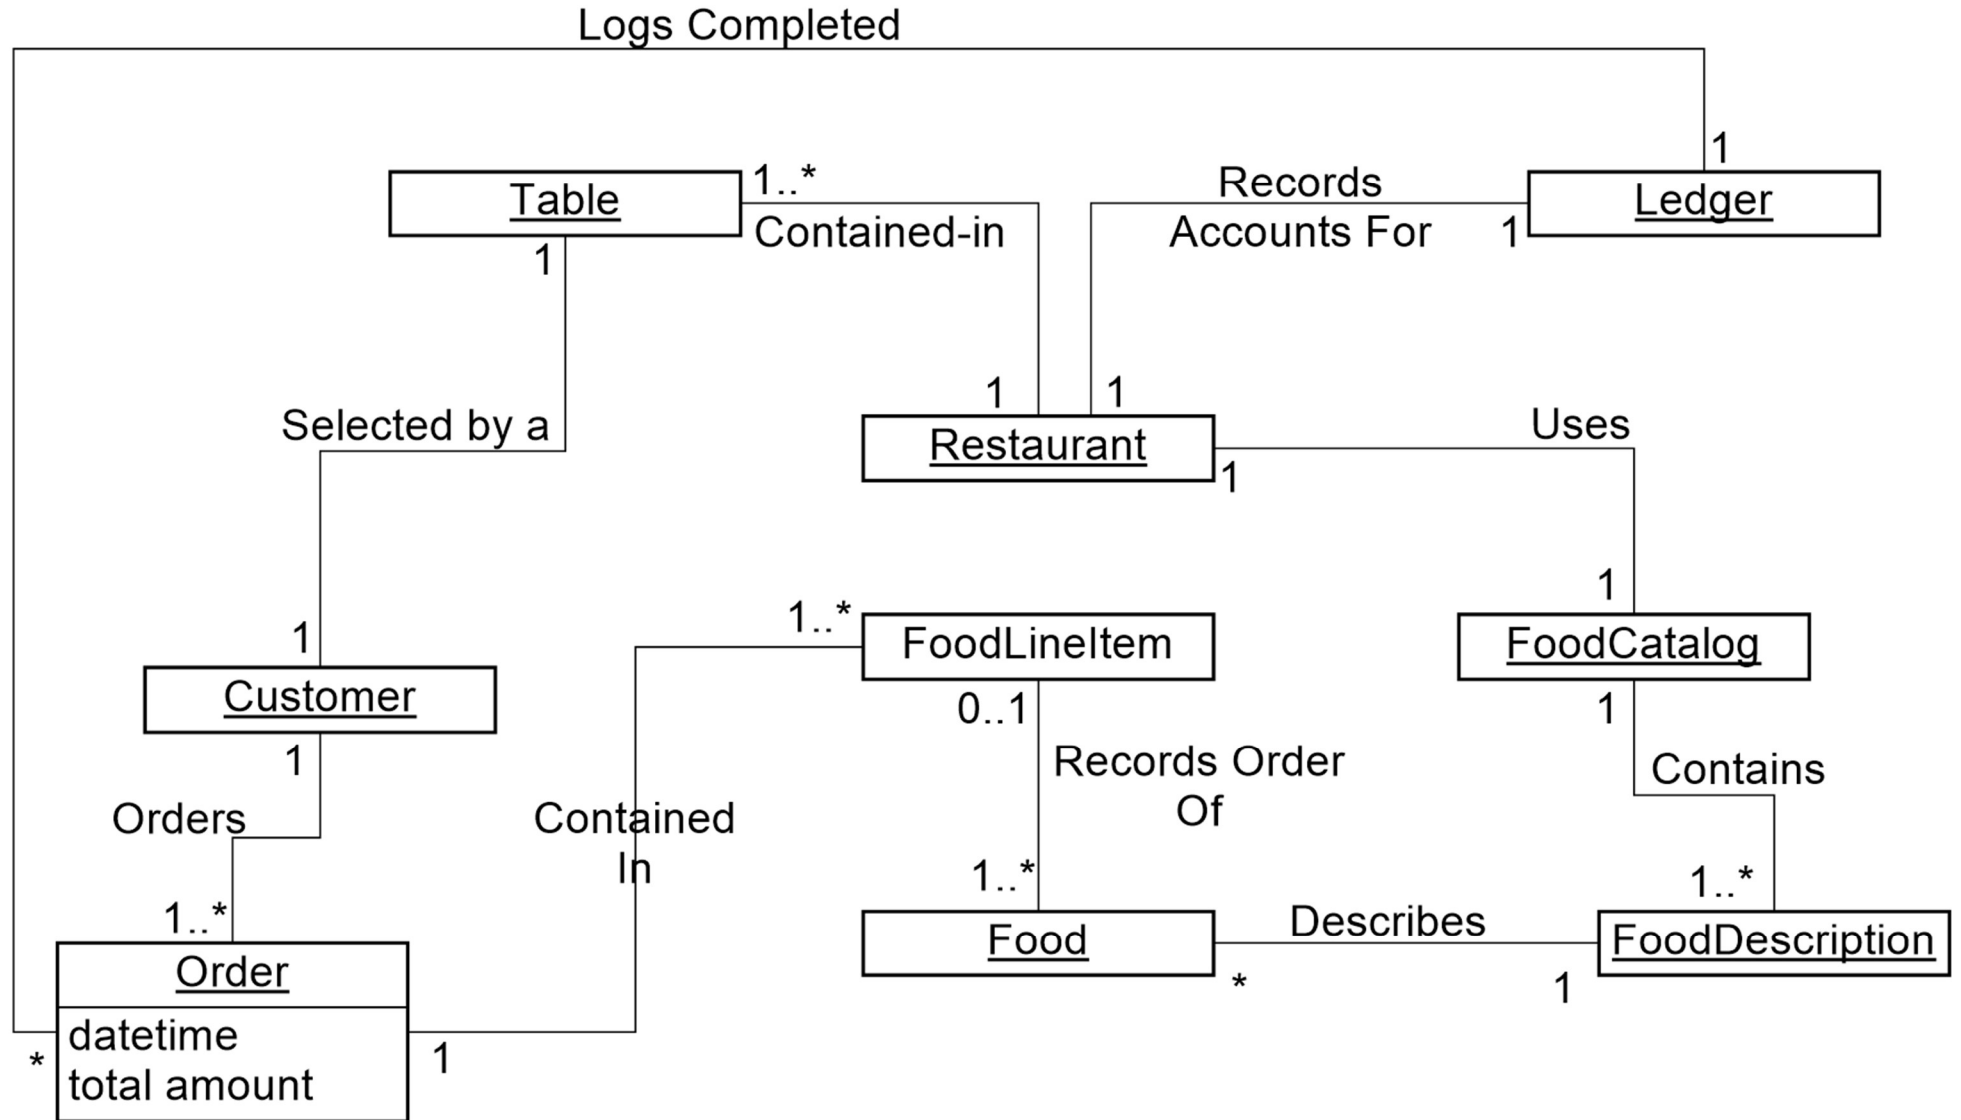 Logs Completed
1
Table
1..*
Contained-in
Records
Accounts For
1
Ledger
1
1
1
Selected by a
Restaurant
1
Uses
1
1
1..*
FoodLineItem
FoodCatalog
Customer
1
0..1
1
Records Order
Of
Contains
Orders
Contained
In
1..*
1..*
1..*
Order
Food
Describes
FoodDescription
*
1
datetime
total amount
*
1